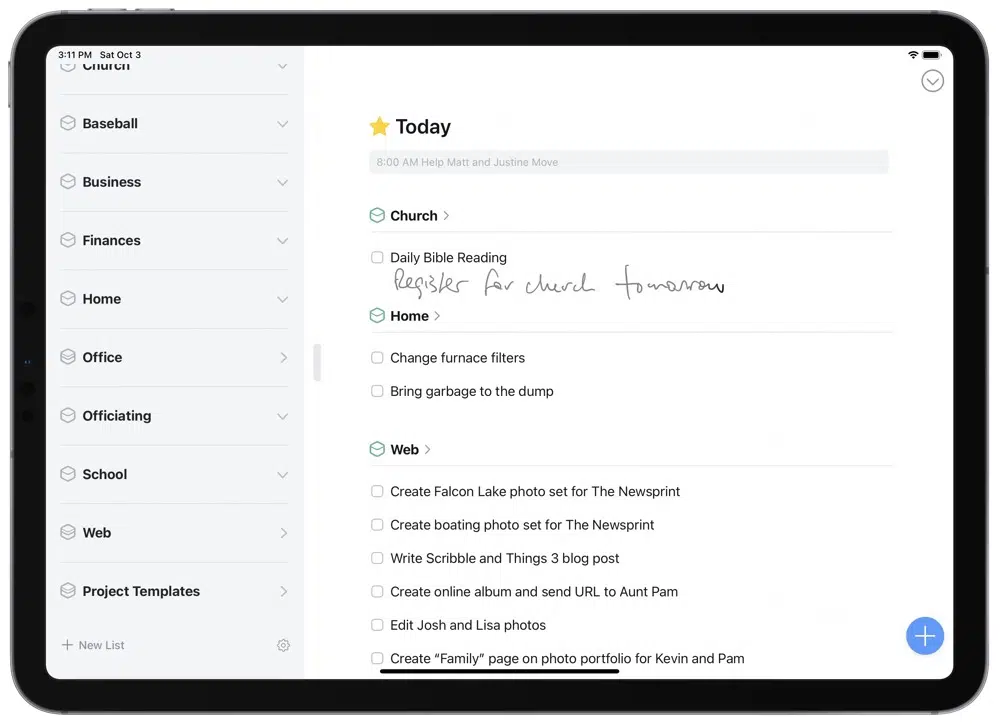 3:11 PM Sat Oct 3
Church
Baseball
Business
Finances
Home
Office
Officiating
School
Web
Project Templates
+ New List
Today
8:00 AM Help Matt and Justine Move
Church >
Daily Bible Reading
Register for church tomorrow
Home >
Change furnace filters
Bring garbage to the dump
Web >
Create Falcon Lake photo set for The Newsprint
Create boating photo set for The Newsprint
Write Scribble and Things 3 blog post
Create online album and send URL to Aunt Pam
Edit Josh and Lisa photos
Create “Family” page on photo portfolio for Kevin and Pam